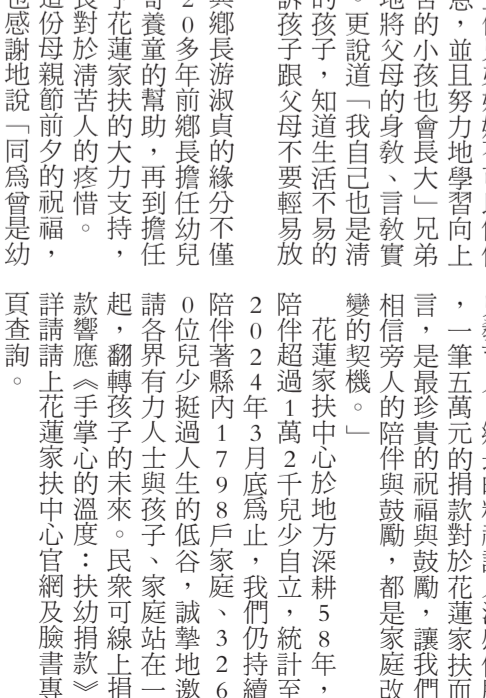 息，並且努力地學習向上
苦的小孩也會長大」兄弟
地將父母的身敎、言敎實
。更說道「我自己也是淸
的孩子，知道生活不易的
訴孩子跟父母不要輕易放
與鄉長游淑貞的緣分不僅
20多年前鄉長擔任幼兒
寄養童的幫助，再到擔任
予花蓮家扶的大力支持，
長對於淸苦人的疼惜。
這份母親節前夕的祝福，
也感謝地說「同爲曾是幼
，一筆五萬元的捐款對於花蓮家扶而
言，是最珍貴的祝福與鼓勵，讓我們
相信旁人的陪伴與鼓勵，都是家庭改
變的契機。」
花蓮家扶中心於地方深耕58年，
陪伴超過1萬2千兒少自立，統計至
2024年3月底爲止，我們仍持續
陪伴著縣內1798戶家庭、326
0位兒少挺過人生的低谷，誠摯地邀
請各界有力人士與孩子、家庭站在一
起，翻轉孩子的未來。民衆可線上捐
款響應《手掌心的溫度：扶幼捐款》
詳請請上花蓮家扶中心官網及臉書專
頁查詢。